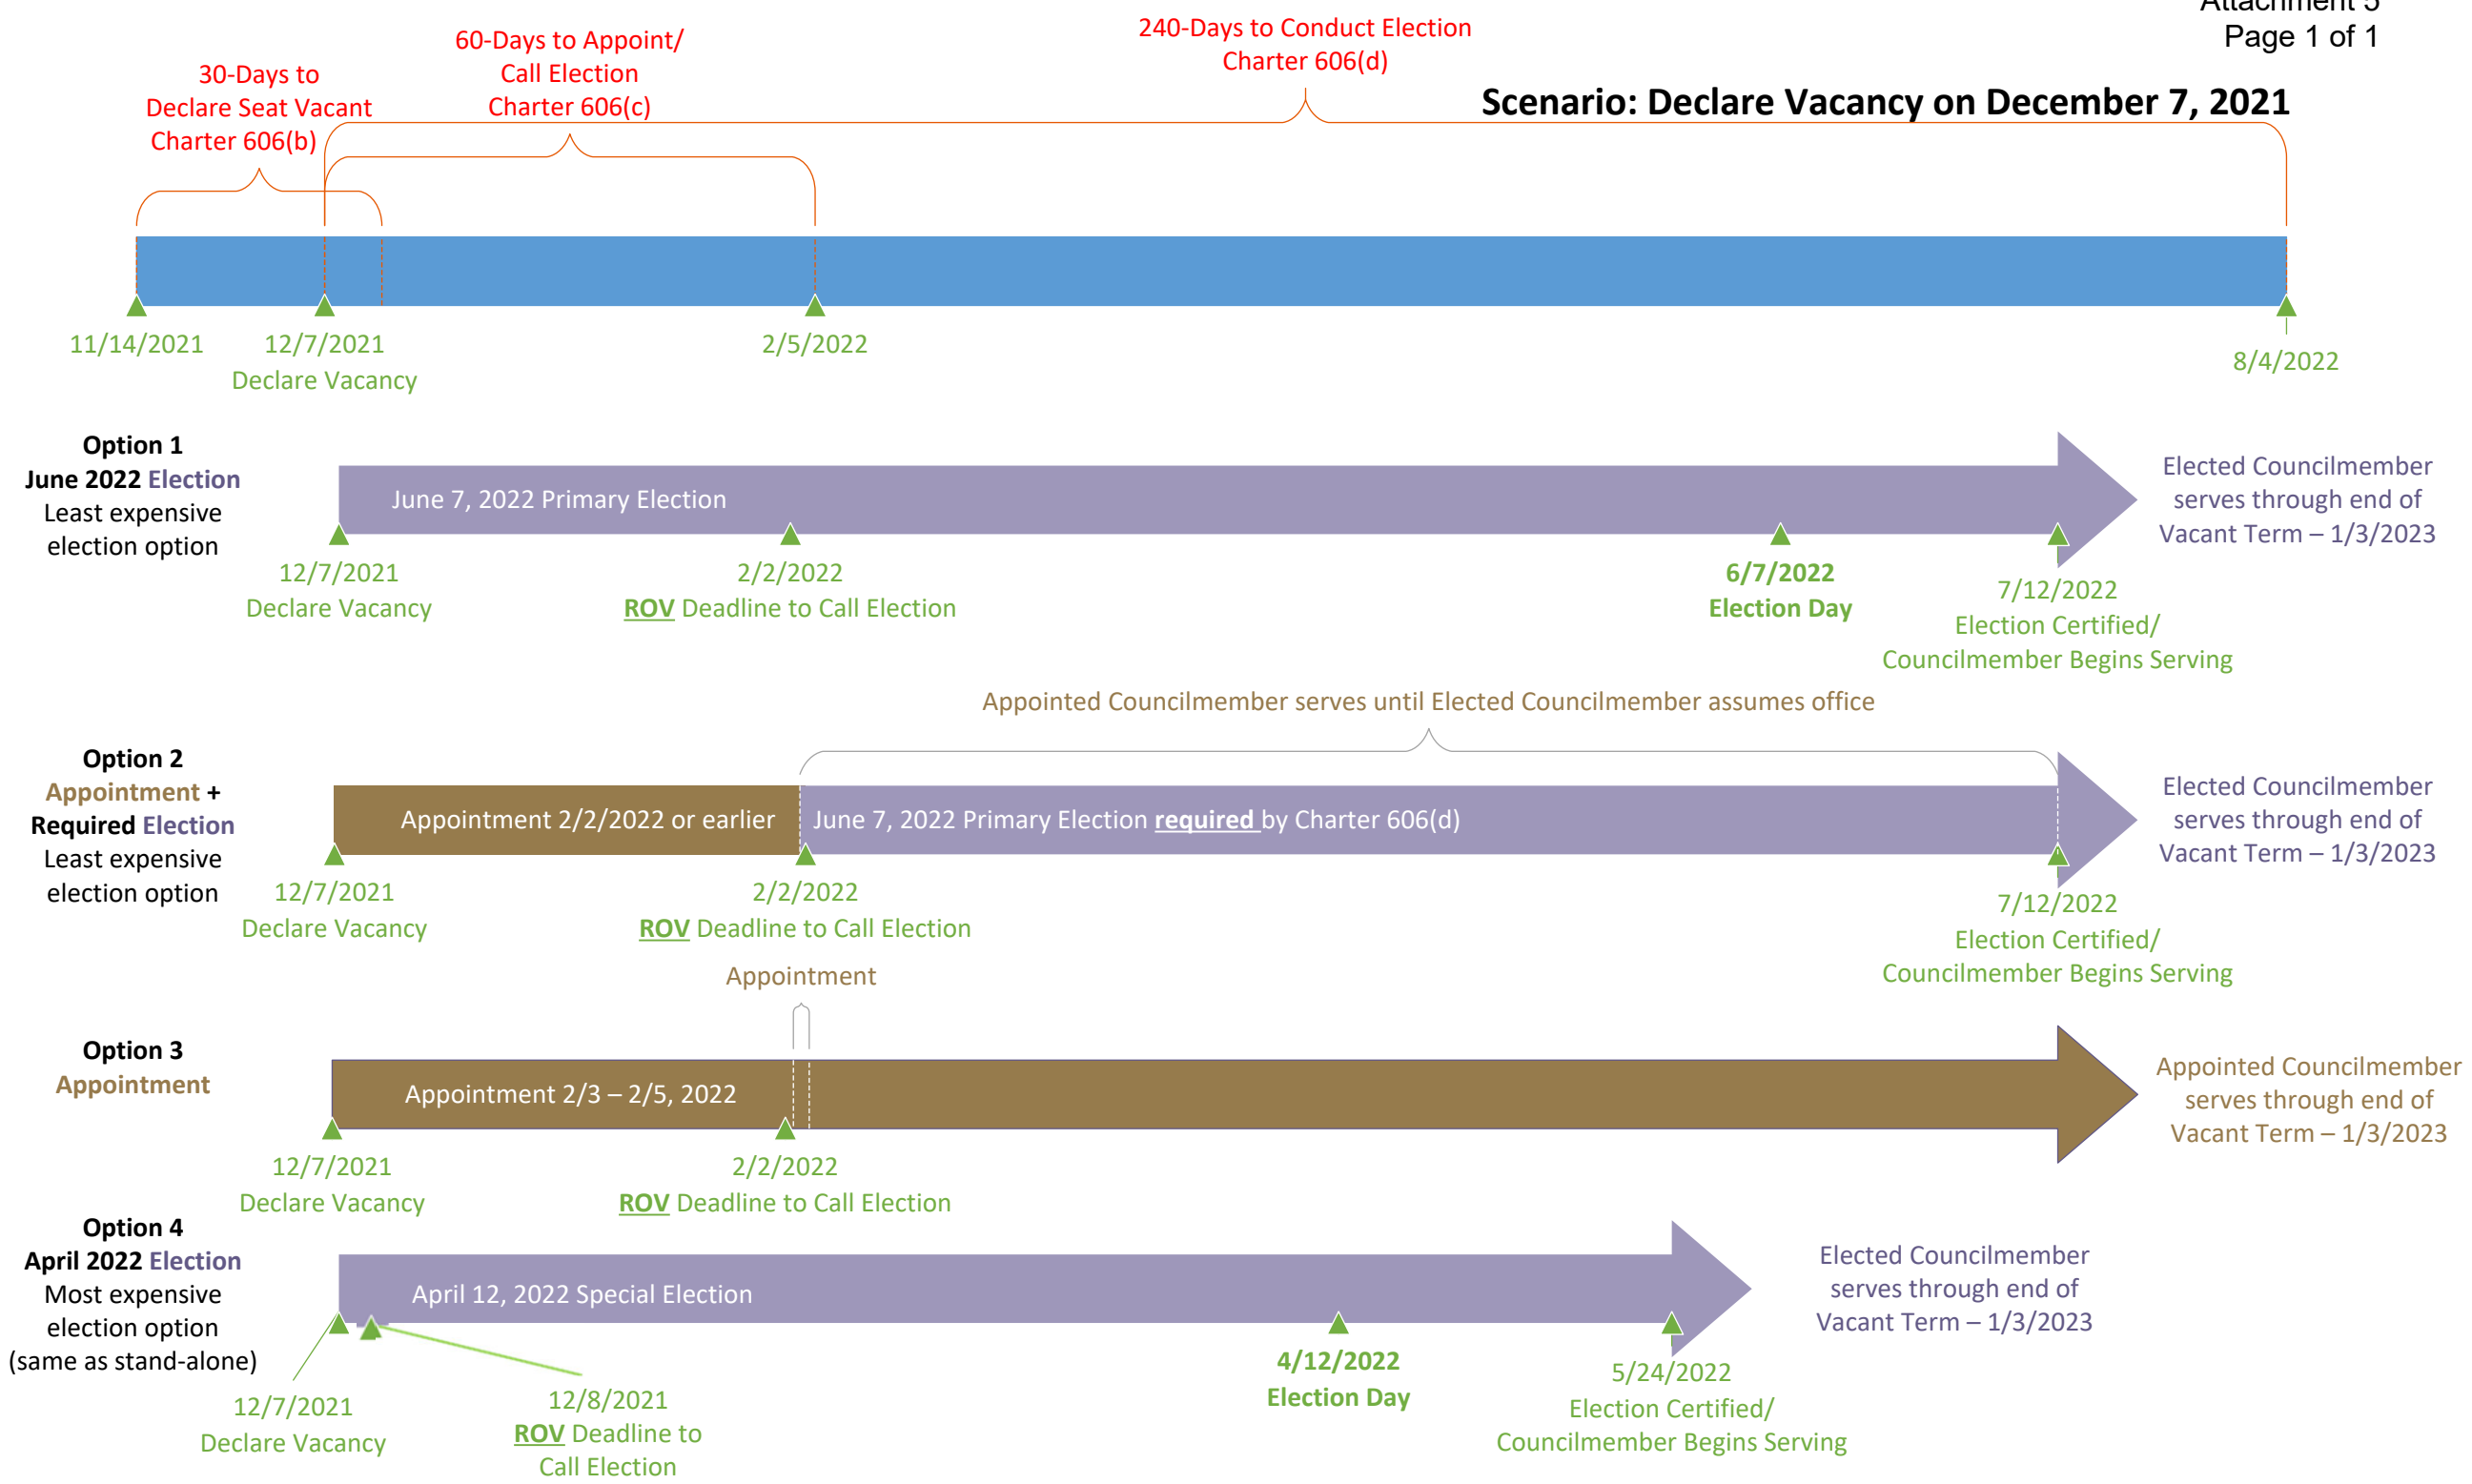 Attachment 5
Page 1 of 1
Scenario: Declare Vacancy on December 7, 2021
30-Days to
Declare Seat Vacant
Charter 606(b)
60-Days to Appoint/
Call Election
Charter 606(c)
240-Days to Conduct Election
Charter 606(d)
11/14/2021
12/7/2021
Declare Vacancy
2/5/2022
8/4/2022
Option 1
June 2022 Election
Least expensive
election option
June 7, 2022 Primary Election
12/7/2021
Declare Vacancy
2/2/2022
ROV Deadline to Call Election
6/7/2022
Election Day
7/12/2022
Election Certified/
Councilmember Begins Serving
Elected Councilmember
serves through end of
Vacant Term – 1/3/2023
Appointed Councilmember serves until Elected Councilmember assumes office
Option 2
Appointment +
Required Election
Least expensive
election option
Appointment 2/2/2022 or earlier
June 7, 2022 Primary Election required by Charter 606(d)
12/7/2021
Declare Vacancy
2/2/2022
ROV Deadline to Call Election
7/12/2022
Election Certified/
Councilmember Begins Serving
Elected Councilmember
serves through end of
Vacant Term – 1/3/2023
Appointment
Option 3
Appointment
Appointment 2/3 – 2/5, 2022
12/7/2021
Declare Vacancy
2/2/2022
ROV Deadline to Call Election
Appointed Councilmember
serves through end of
Vacant Term – 1/3/2023
Option 4
April 2022 Election
Most expensive
election option
(same as stand-alone)
April 12, 2022 Special Election
12/7/2021
Declare Vacancy
12/8/2021
ROV Deadline to
Call Election
4/12/2022
Election Day
5/24/2022
Election Certified/
Councilmember Begins Serving
Elected Councilmember
serves through end of
Vacant Term – 1/3/2023